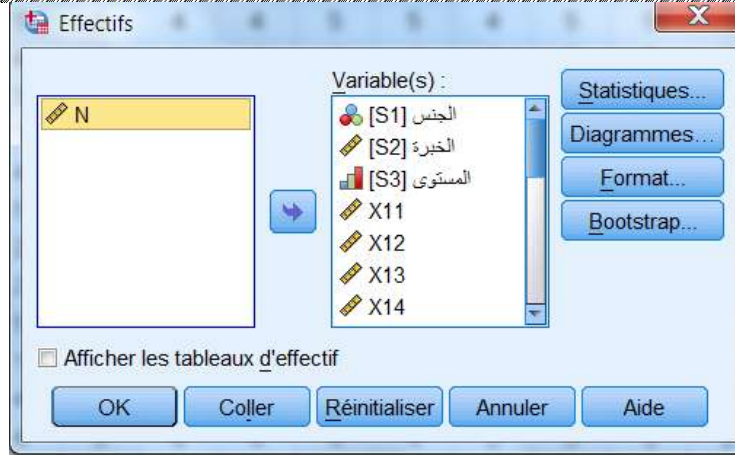 Effectifs
N
Variable(s) :
الجنس [S1]
الخبرة [S2]
المستوى [S3]
X11
X12
X13
X14
Statistiques...
Diagrammes...
Format...
Bootstrap...
Afficher les tableaux d'effectif
OK
Coller
Réinitialiser
Annuler
Aide